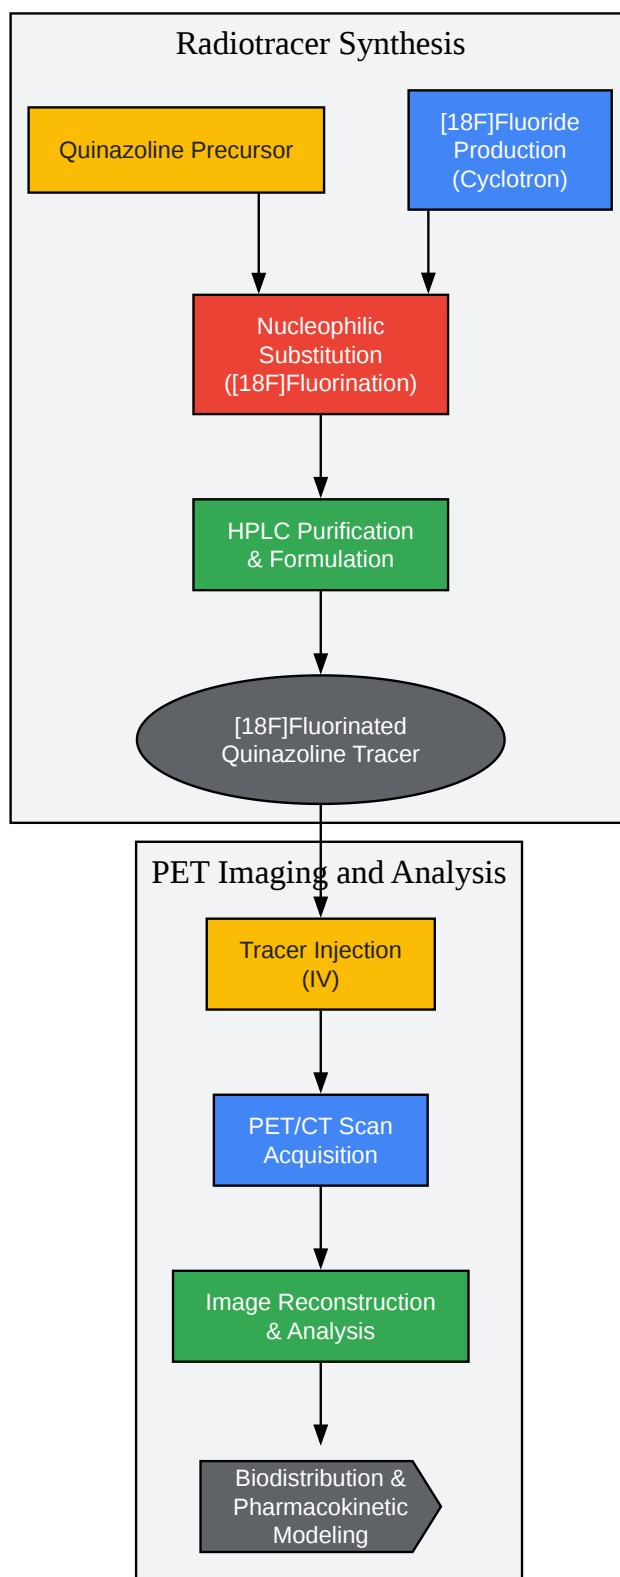 Radiotracer Synthesis
Quinazoline Precursor
[18F]Fluoride
Production
(Cyclotron)
Nucleophilic
Substitution
([18F]Fluorination)
HPLC Purification
& Formulation
[18F]Fluorinated
Quinazoline Tracer
PET Imaging and Analysis
Tracer Injection
(IV)
PET/CT Scan
Acquisition
Image Reconstruction
& Analysis
Biodistribution &
Pharmacokinetic
Modeling